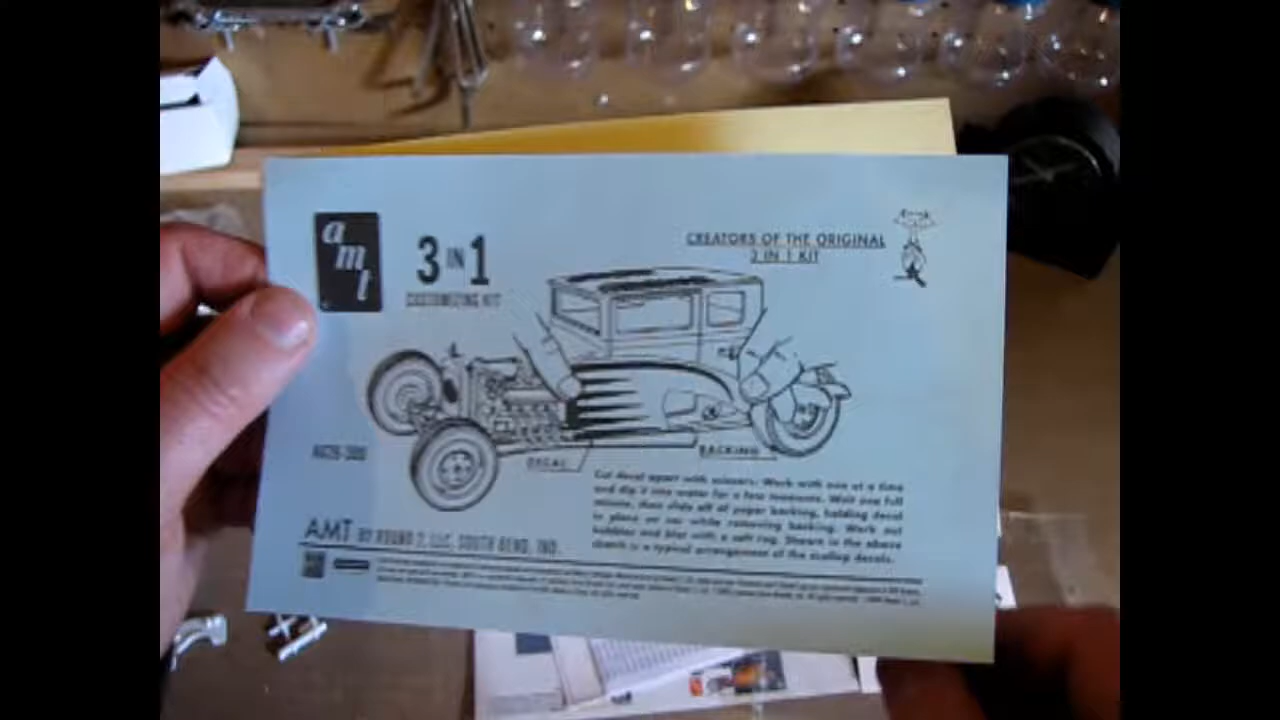 amt
3 IN 1
CUSTOMIZING KIT
CREATORS OF THE ORIGINAL
3 IN 1 KIT
DECAL
BACKING
Cut decal apart with scissors. Work with one at a time
and dip it into water for a few moments. Wait one full
minute, then slide off of paper backing, holding decal
in place on car while removing backing. Work out
bubbles and blot with a soft rag. Shown in the above
sketch is a typical arrangement of the scallop decals.
AMT BY ROUND 2, LLC, SOUTH BEND, IND.